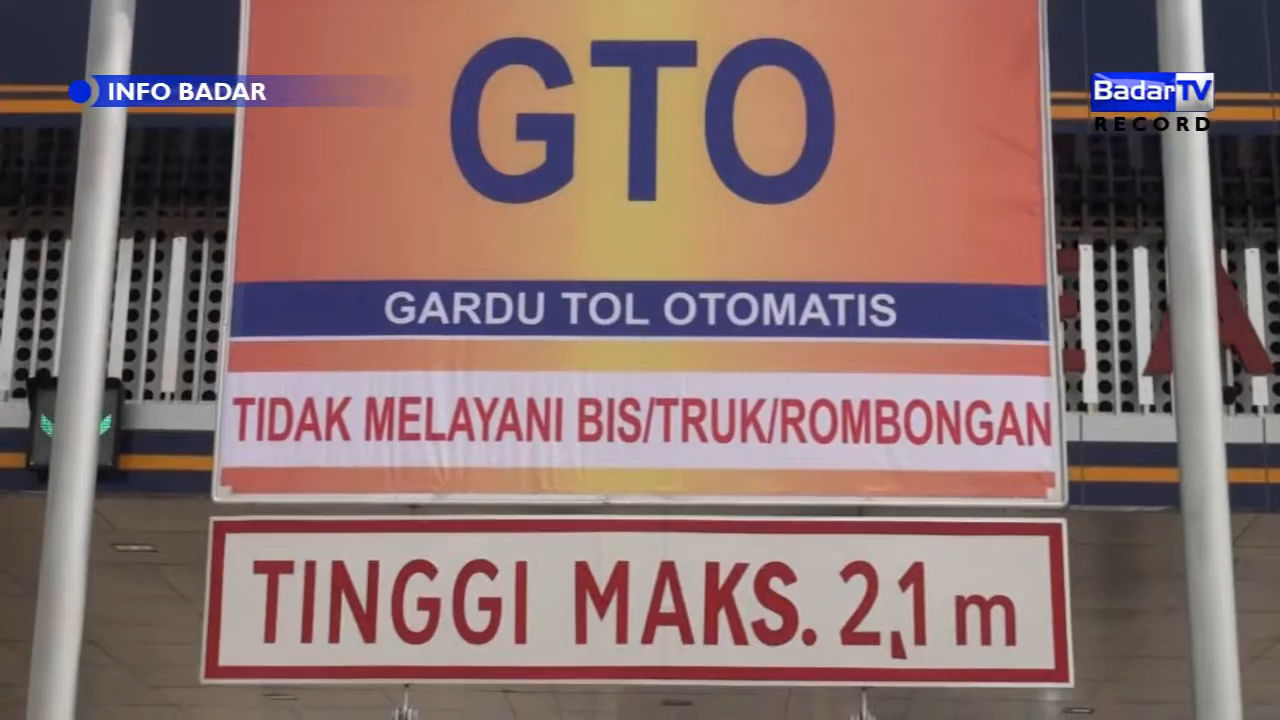 GTO
INFO BADAR
BadarTV
RECORD
GARDU TOL OTOMATIS
TIDAK MELAYANI BIS/TRUK/ROMBONGAN
TINGGI MAKS. 2,1 m